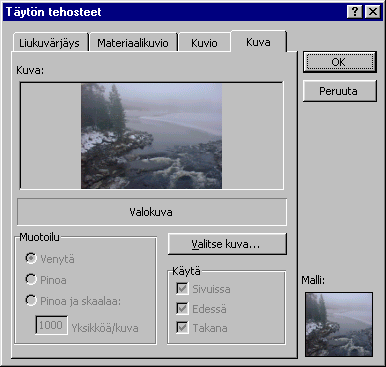 Täytön tehosteet
Liukuvärjäys Materiaalikuvio Kuvio Kuva
OK
Peruuta
Kuva:
Valokuva
Muotoilu
Venytä
Pinoa
Pinoa ja skaalaa:
1000 Yksikköä/kuva
Valitse kuva...
Käytä
Sivuissa
Edessä
Takana
Malli: